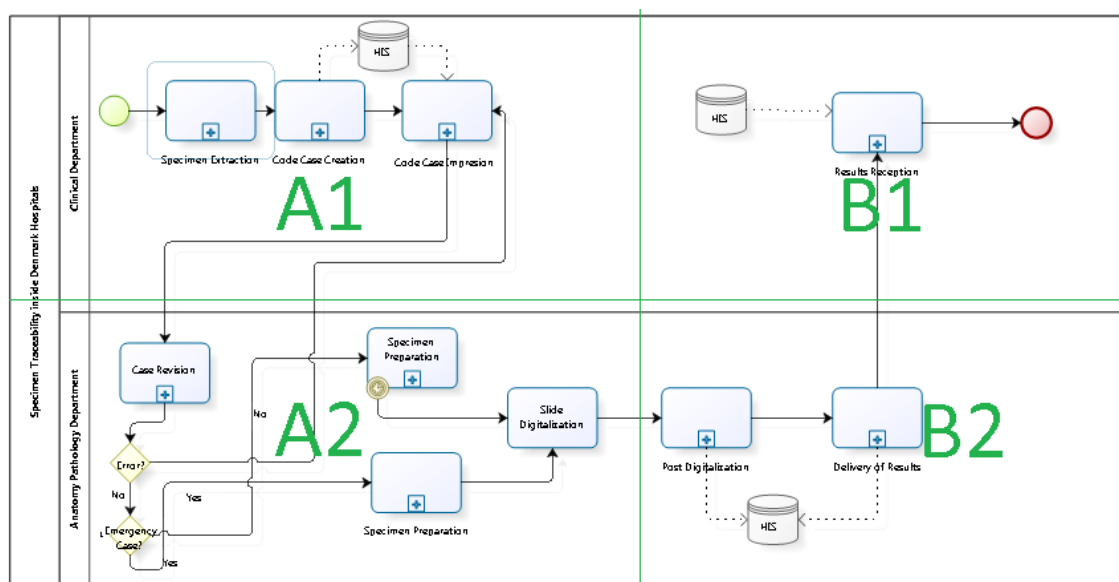 Specimen Traceability inside Denmark Hospitals
Clinical Department
HIS
Specimen Extraction
Code Case Creation
Code Case Impresion
A1
HIS
Results Reception
B1
Anatomy Pathology Department
Case Revision
Error?
No
Emergency
Case?
Yes
Yes
No
Specimen
Preparation
A2
Specimen Preparation
Slide
Digitalization
Post Digitalization
Delivery of Results
B2
HIS